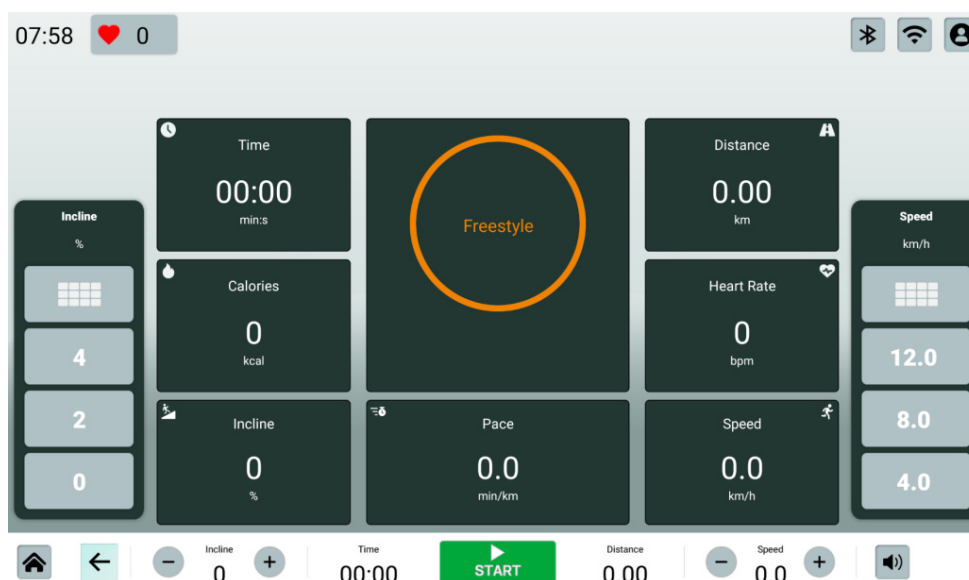 07:58 0
Time
00:00
min:s
Freestyle
Distance
0.00
km
Incline
%
4
2
0
Calories
0
kcal
Heart Rate
0
bpm
Speed
km/h
12.0
8.0
4.0
Incline
0
%
Pace
0.0
min/km
Speed
0.0
km/h
Incline
0
Time
00:00
START
Distance
0.00
Speed
0.0